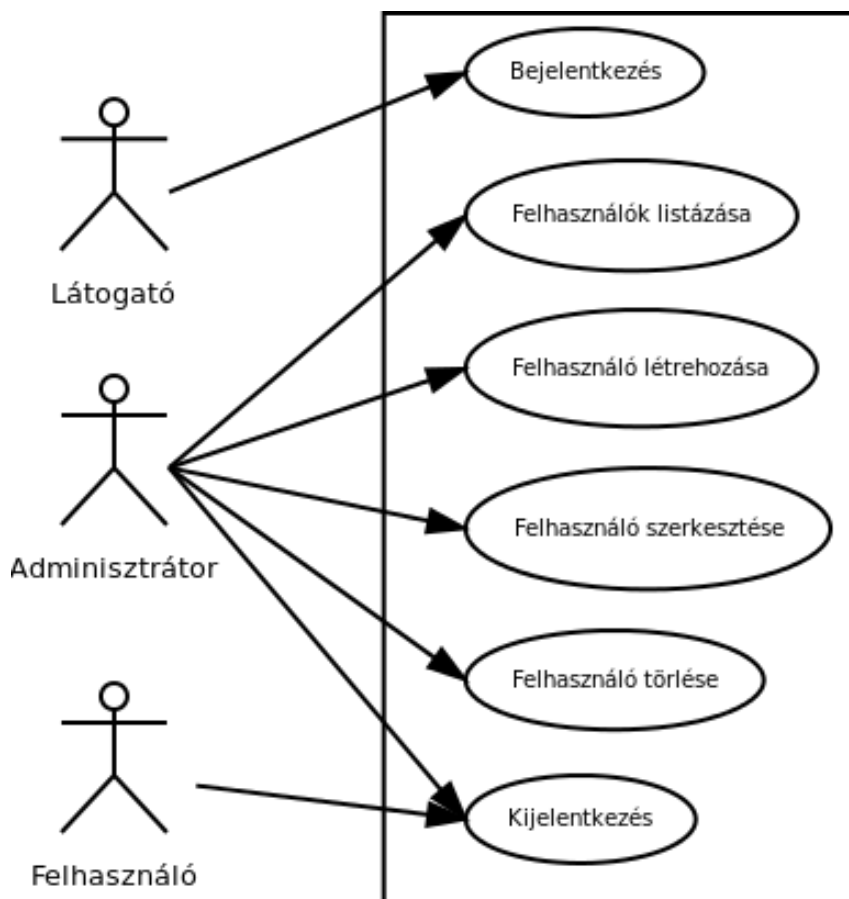 Bejelentkezés
Felhasználók listázása
Látogató
Felhasználó létrehozása
Felhasználó szerkesztése
Adminisztrátor
Felhasználó törlése
Kijelentkezés
Felhasználó